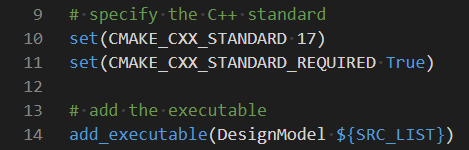 9 # specify the C++ standard
10 set(CMAKE_CXX_STANDARD 17)
11 set(CMAKE_CXX_STANDARD_REQUIRED True)
12
13 # add the executable
14 add_executable(DesignModel ${SRC_LIST})